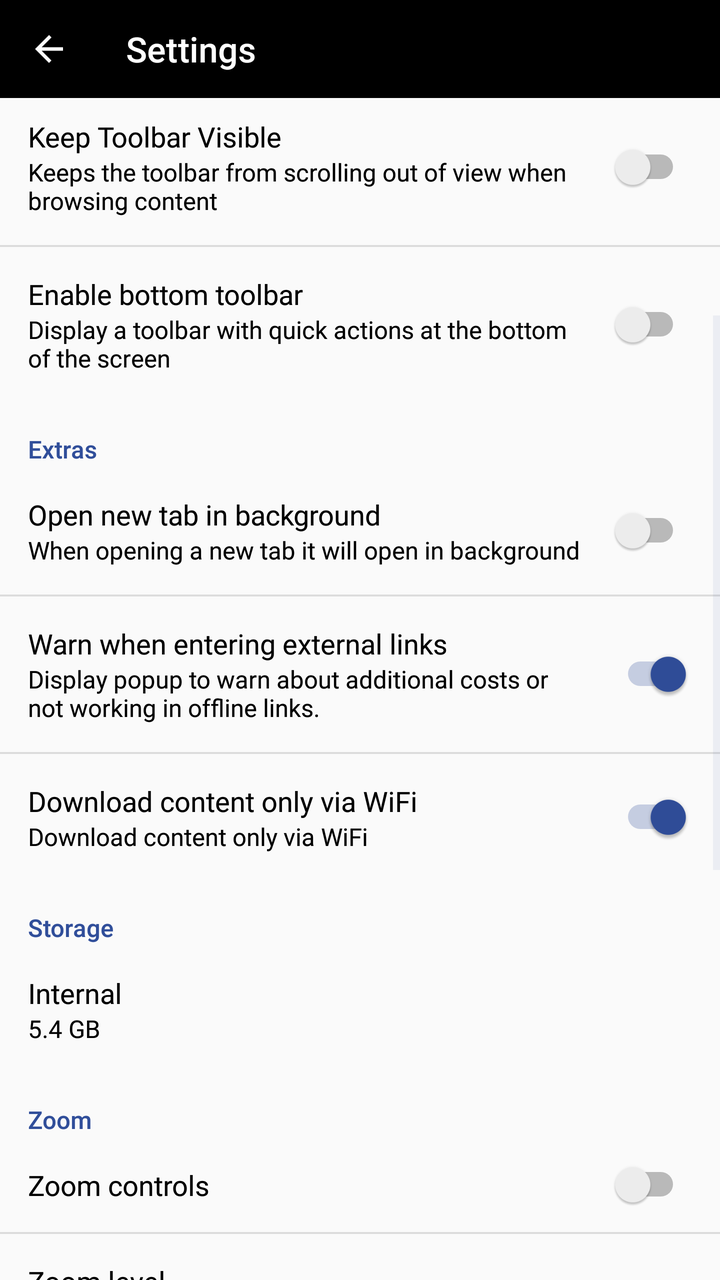 Settings
Keep Toolbar Visible
Keeps the toolbar from scrolling out of view when
browsing content
Enable bottom toolbar
Display a toolbar with quick actions at the bottom
of the screen
Extras
Open new tab in background
When opening a new tab it will open in background
Warn when entering external links
Display popup to warn about additional costs or
not working in offline links.
Download content only via WiFi
Download content only via WiFi
Storage
Internal
5.4 GB
Zoom
Zoom controls
Zoom level